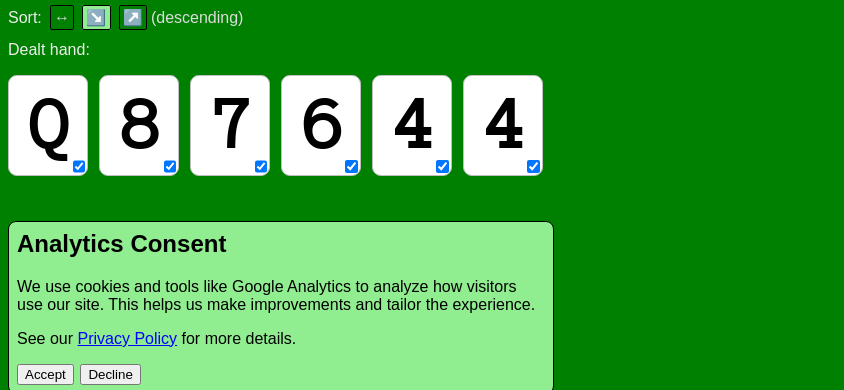 Sort: ↔ ↘ ↗ (descending)
Dealt hand:
Q 8 7 6 4 4
Analytics Consent
We use cookies and tools like Google Analytics to analyze how visitors
use our site. This helps us make improvements and tailor the experience.
See our Privacy Policy for more details.
Accept Decline